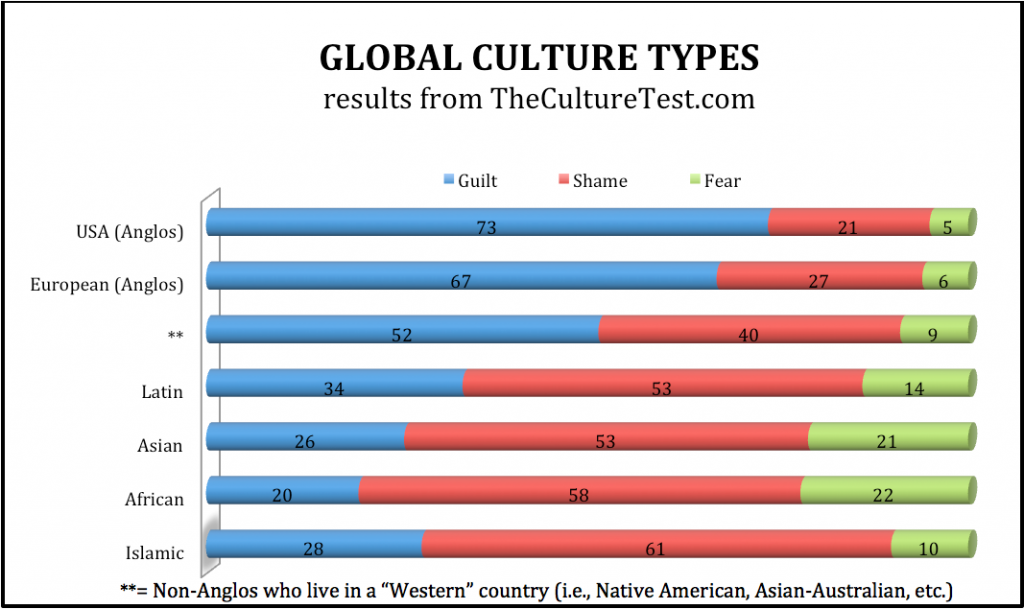 GLOBAL CULTURE TYPES
results from TheCultureTest.com
Guilt Shame Fear
USA (Anglos) 73 21 5
European (Anglos) 67 27 6
** 52 40 9
Latin 34 53 14
Asian 26 53 21
African 20 58 22
Islamic 28 61 10
**= Non-Anglos who live in a “Western” country (i.e., Native American, Asian-Australian, etc.)